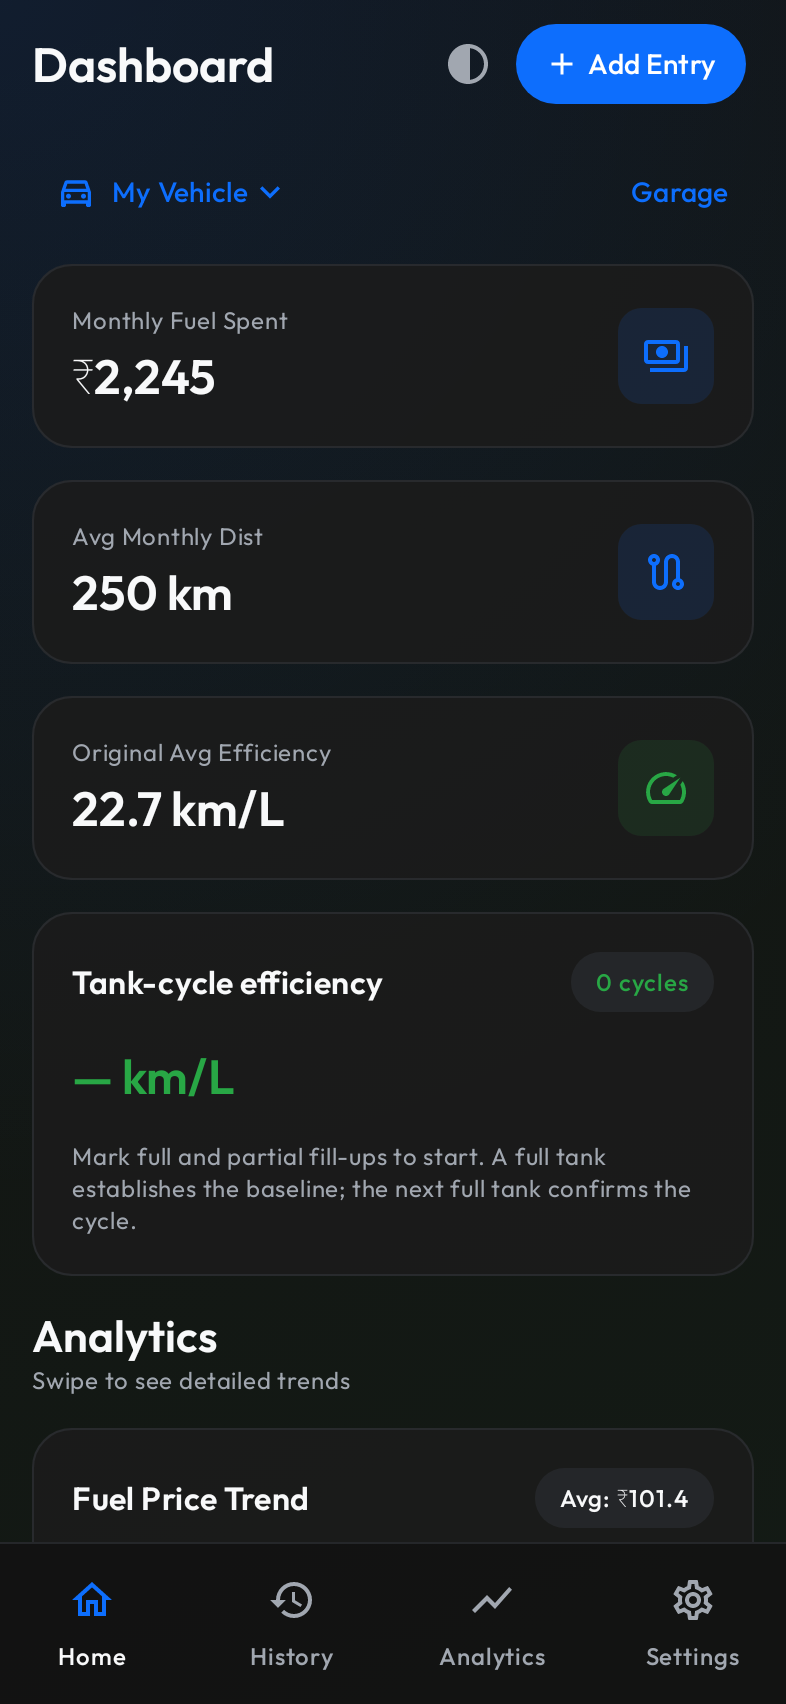 Dashboard
Add Entry
My Vehicle
Garage
Monthly Fuel Spent
₹2,245
Avg Monthly Dist
250 km
Original Avg Efficiency
22.7 km/L
Tank-cycle efficiency
0 cycles
— km/L
Mark full and partial fill-ups to start. A full tank
establishes the baseline; the next full tank confirms the
cycle.
Analytics
Swipe to see detailed trends
Fuel Price Trend
Avg: ₹101.4
Home
History
Analytics
Settings